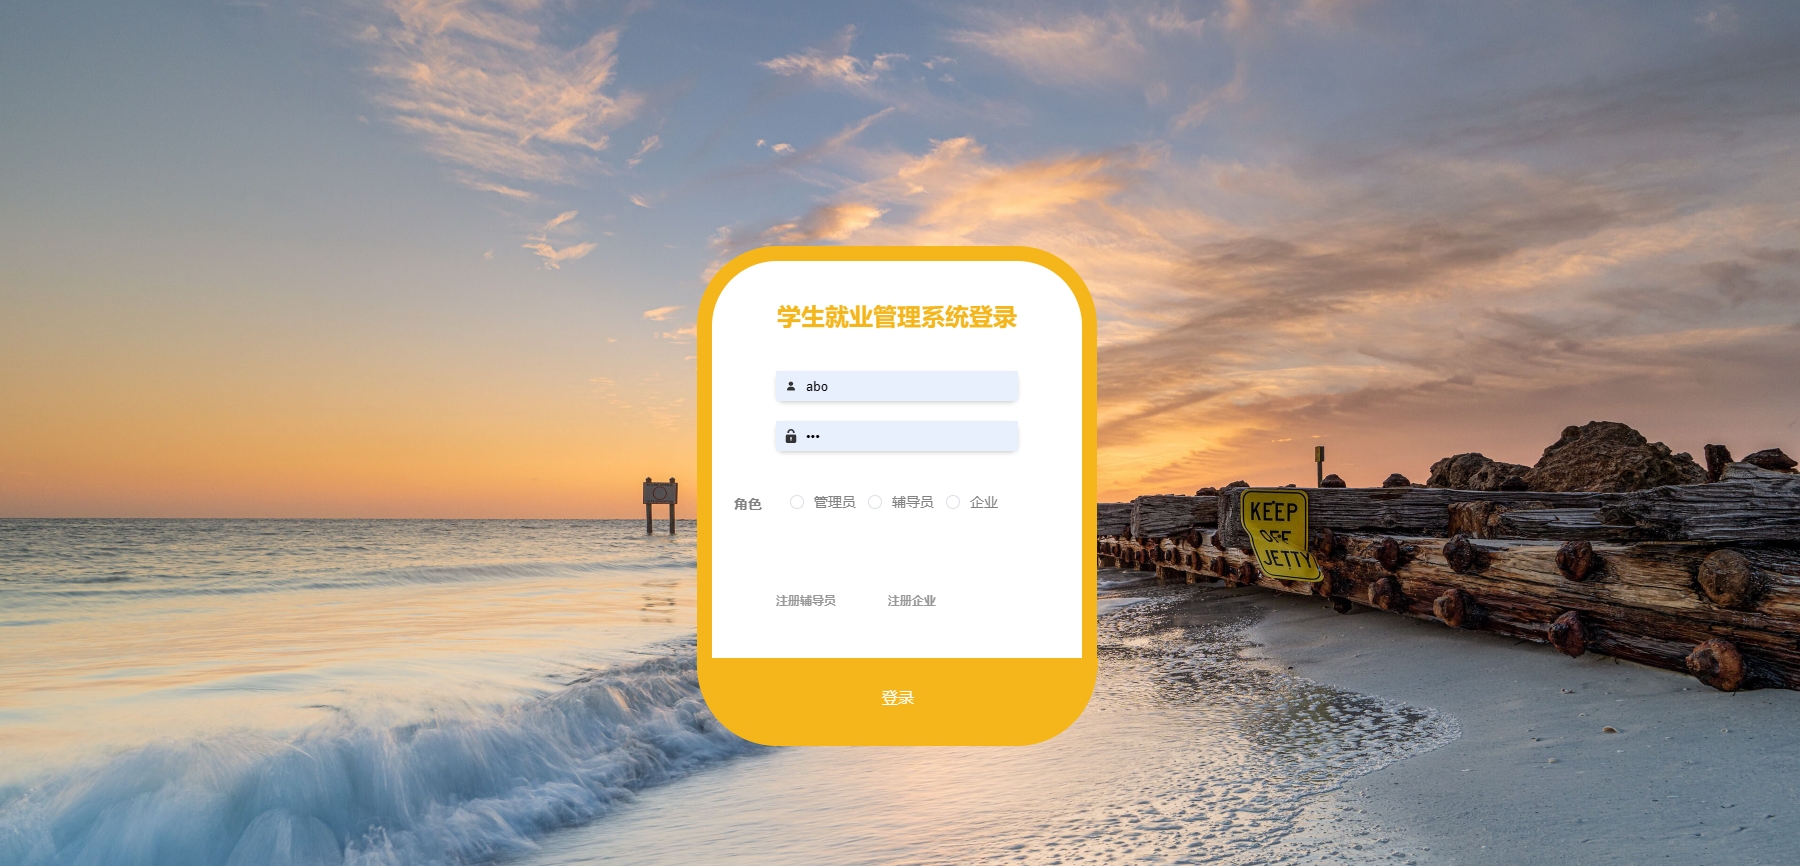 学生就业管理系统登录
abo
•••
角色 管理员 辅导员 企业
注册辅导员 注册企业
登录
KEEP
OFF
JETTY